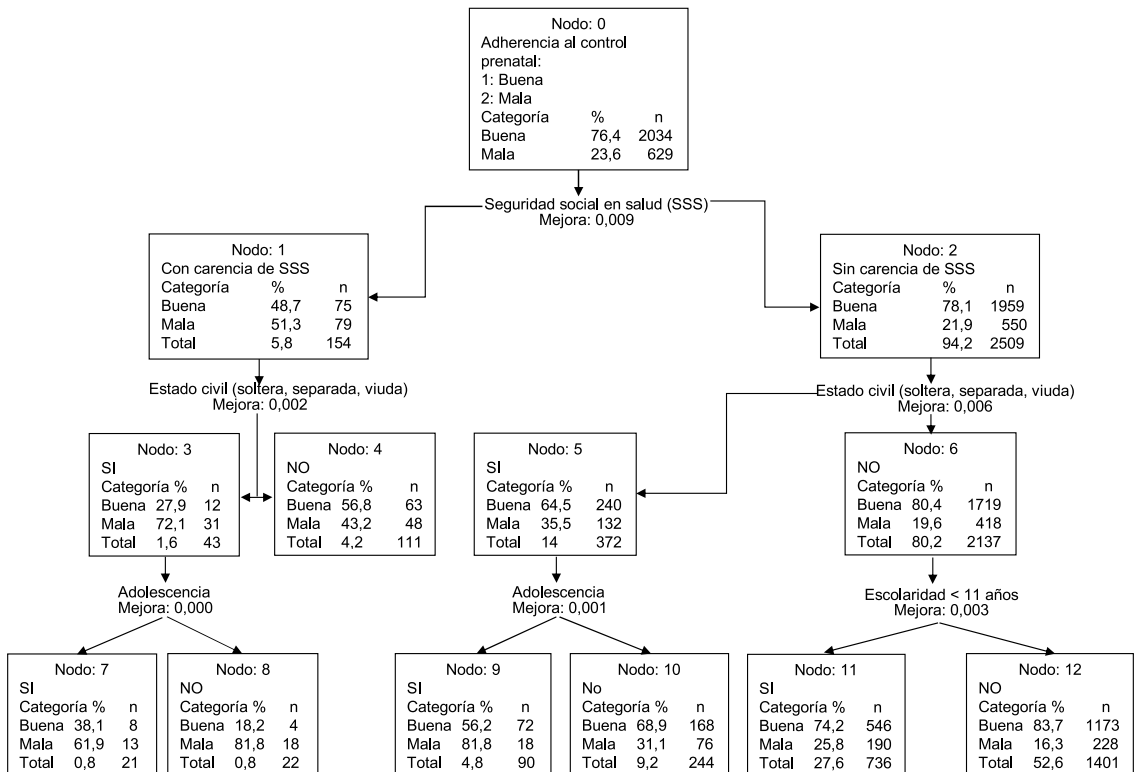 Nodo: 0
Adherencia al control
prenatal:
1: Buena
2: Mala
Categoría % n
Buena 76,4 2034
Mala 23,6 629
Seguridad social en salud (SSS)
Mejora: 0,009
Nodo: 1
Con carencia de SSS
Categoría % n
Buena 48,7 75
Mala 51,3 79
Total 5,8 154
Nodo: 2
Sin carencia de SSS
Categoría % n
Buena 78,1 1959
Mala 21,9 550
Total 94,2 2509
Estado civil (soltera, separada, viuda)
Mejora: 0,002
Estado civil (soltera, separada, viuda)
Mejora: 0,006
Nodo: 3
SI
Categoría % n
Buena 27,9 12
Mala 72,1 31
Total 1,6 43
Nodo: 4
NO
Categoría % n
Buena 56,8 63
Mala 43,2 48
Total 4,2 111
Nodo: 5
SI
Categoría % n
Buena 64,5 240
Mala 35,5 132
Total 14 372
Nodo: 6
NO
Categoría % n
Buena 80,4 1719
Mala 19,6 418
Total 80,2 2137
Adolescencia
Mejora: 0,000
Adolescencia
Mejora: 0,001
Escolaridad < 11 años
Mejora: 0,003
Nodo: 7
SI
Categoría % n
Buena 38,1 8
Mala 61,9 13
Total 0,8 21
Nodo: 8
NO
Categoría % n
Buena 18,2 4
Mala 81,8 18
Total 0,8 22
Nodo: 9
SI
Categoría % n
Buena 56,2 72
Mala 81,8 18
Total 4,8 90
Nodo: 10
No
Categoría % n
Buena 68,9 168
Mala 31,1 76
Total 9,2 244
Nodo: 11
SI
Categoría % n
Buena 74,2 546
Mala 25,8 190
Total 27,6 736
Nodo: 12
NO
Categoría % n
Buena 83,7 1173
Mala 16,3 228
Total 52,6 1401